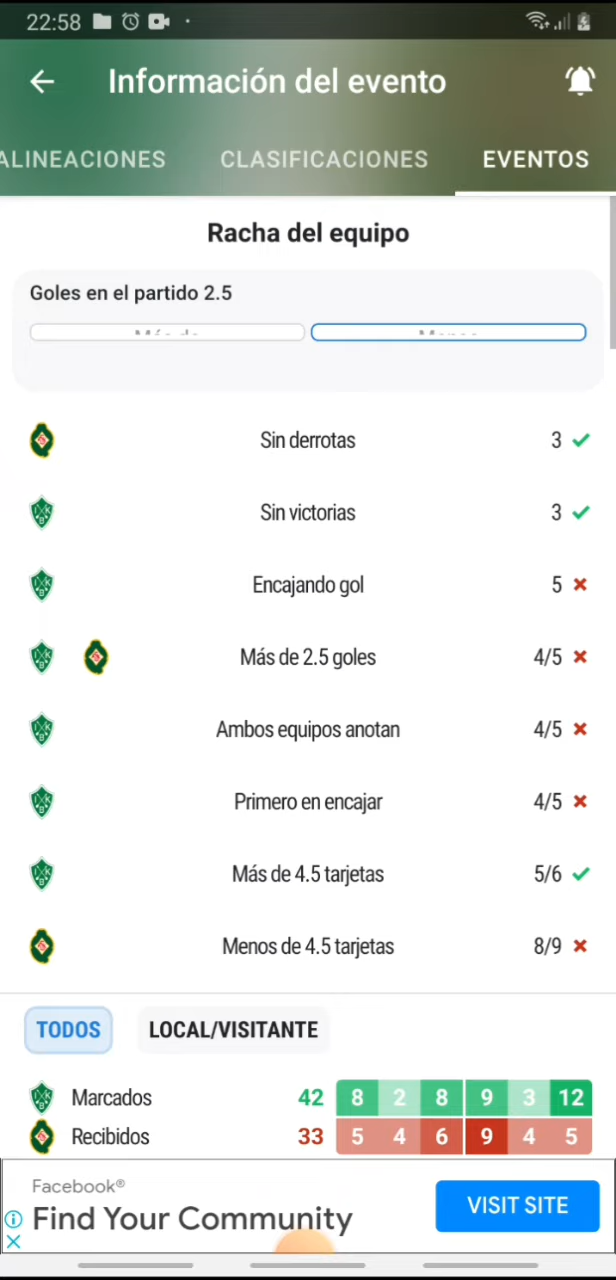 22:58
Información del evento
ALINEACIONES CLASIFICACIONES EVENTOS
Racha del equipo
Goles en el partido 2.5
Sin derrotas 3
Sin victorias 3
Encajando gol 5
Más de 2.5 goles 4/5
Ambos equipos anotan 4/5
Primero en encajar 4/5
Más de 4.5 tarjetas 5/6
Menos de 4.5 tarjetas 8/9
TODOS LOCAL/VISITANTE
Marcados 42 8 2 8 9 3 12
Recibidos 33 5 4 6 9 4 5
Facebook®
Find Your Community
VISIT SITE